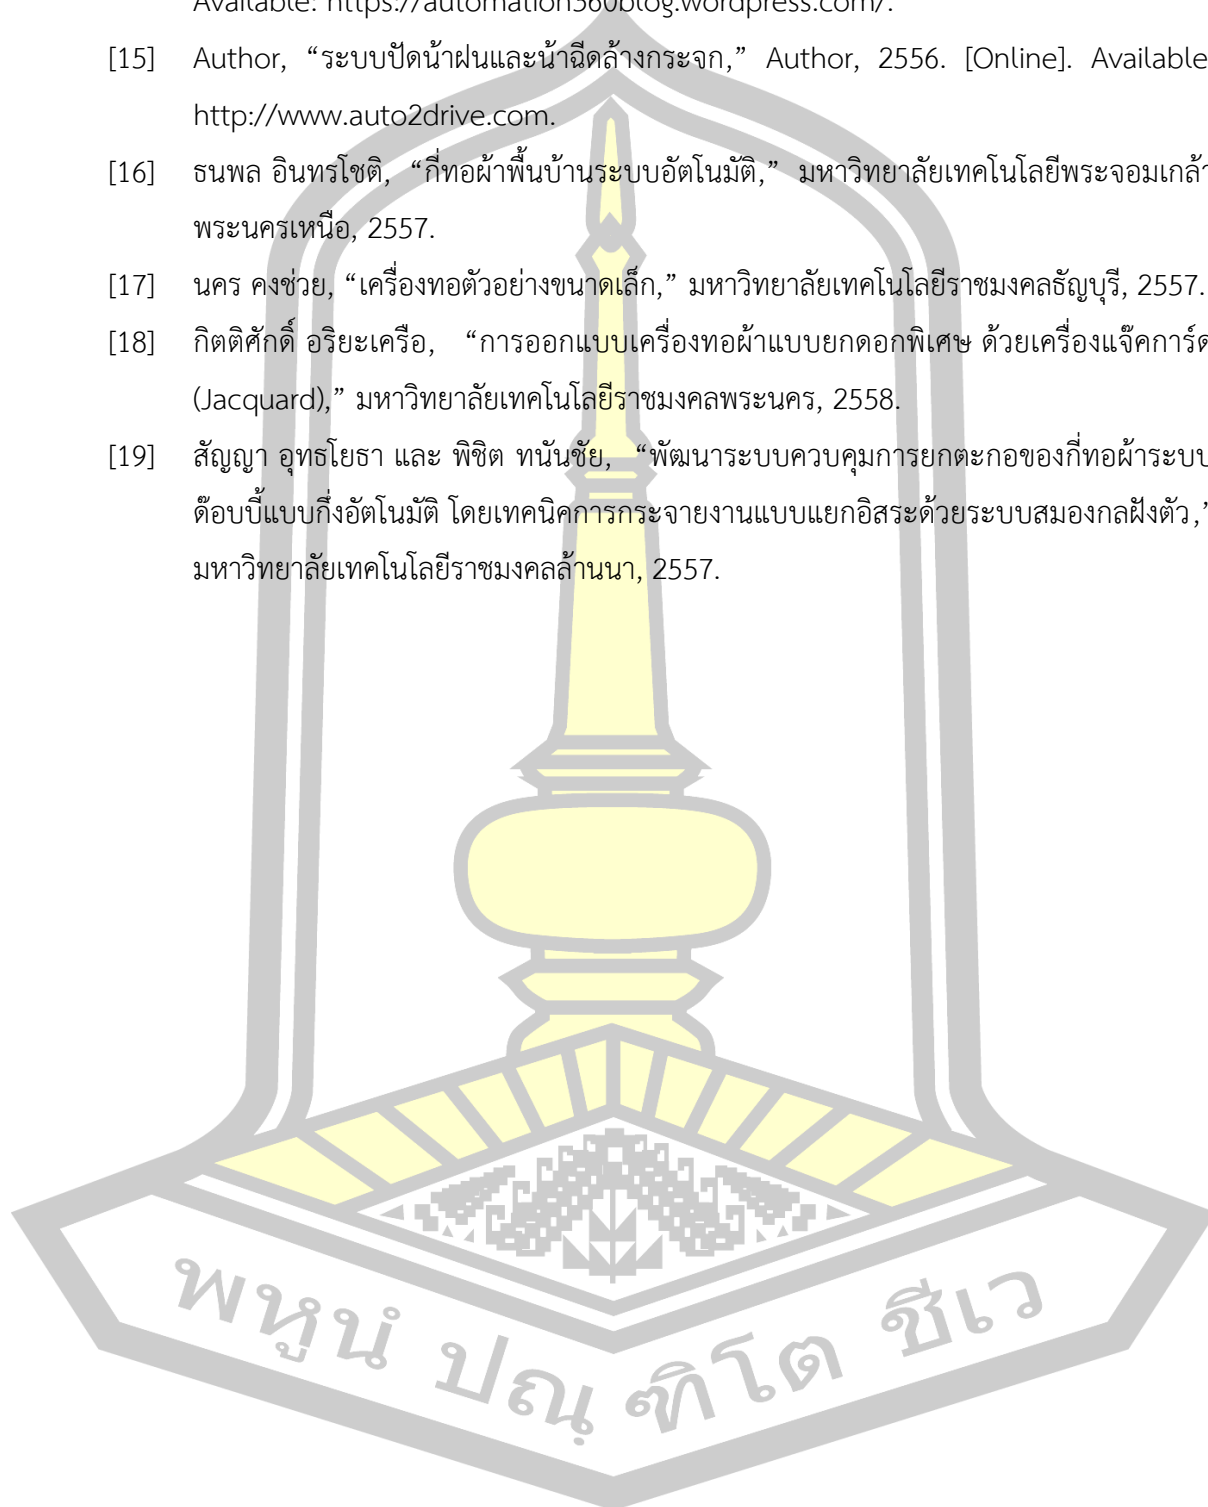 Available: https://automation360blog.wordpress.com/.
[15] Author, “ระบบปัดน้ำฝนและน้ำฉีดล้างกระจก,” Author, 2556. [Online]. Available
http://www.auto2drive.com.
[16] ธนพล อินทรโชติ, “กี่ทอผ้าพื้นบ้านระบบอัตโนมัติ,” มหาวิทยาลัยเทคโนโลยีพระจอมเกล้า
พระนครเหนือ, 2557.
[17] นคร คงช่วย, “เครื่องทอตัวอย่างขนาดเล็ก,” มหาวิทยาลัยเทคโนโลยีราชมงคลธัญบุรี, 2557.
[18] กิตติศักดิ์ อริยะเครือ, “การออกแบบเครื่องทอผ้าแบบยกดอกพิเศษ ด้วยเครื่องแจ๊คการ์ด
(Jacquard),” มหาวิทยาลัยเทคโนโลยีราชมงคลพระนคร, 2558.
[19] สัญญา อุทธโยธา และ พิชิต ทนันชัย, “พัฒนาระบบควบคุมการยกตะกอของกี่ทอผ้าระบบ
ด๊อบบี้แบบกึ่งอัตโนมัติ โดยเทคนิคการกระจายงานแบบแยกอิสระด้วยระบบสมองกลฝังตัว,”
มหาวิทยาลัยเทคโนโลยีราชมงคลล้านนา, 2557.
พหูนํ ปณฺฑิโต ชีเว